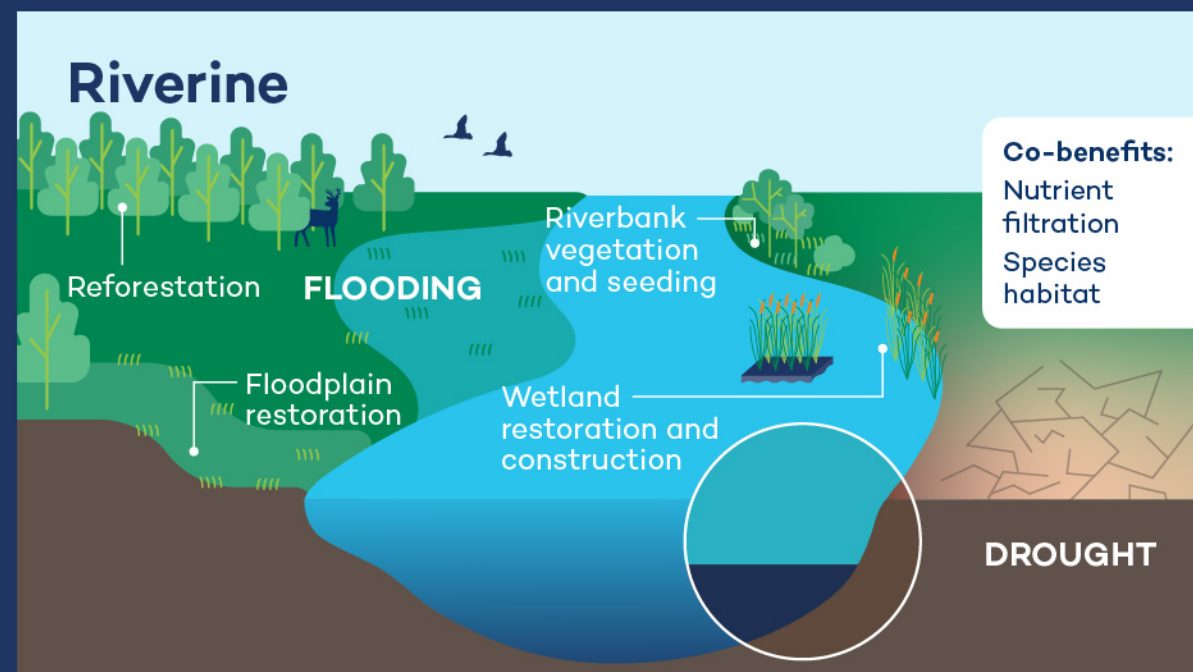 Riverine
Co-benefits:
Nutrient
filtration
Species
habitat
Riverbank
vegetation
and seeding
Reforestation
FLOODING
Floodplain
restoration
Wetland
restoration and
construction
DROUGHT